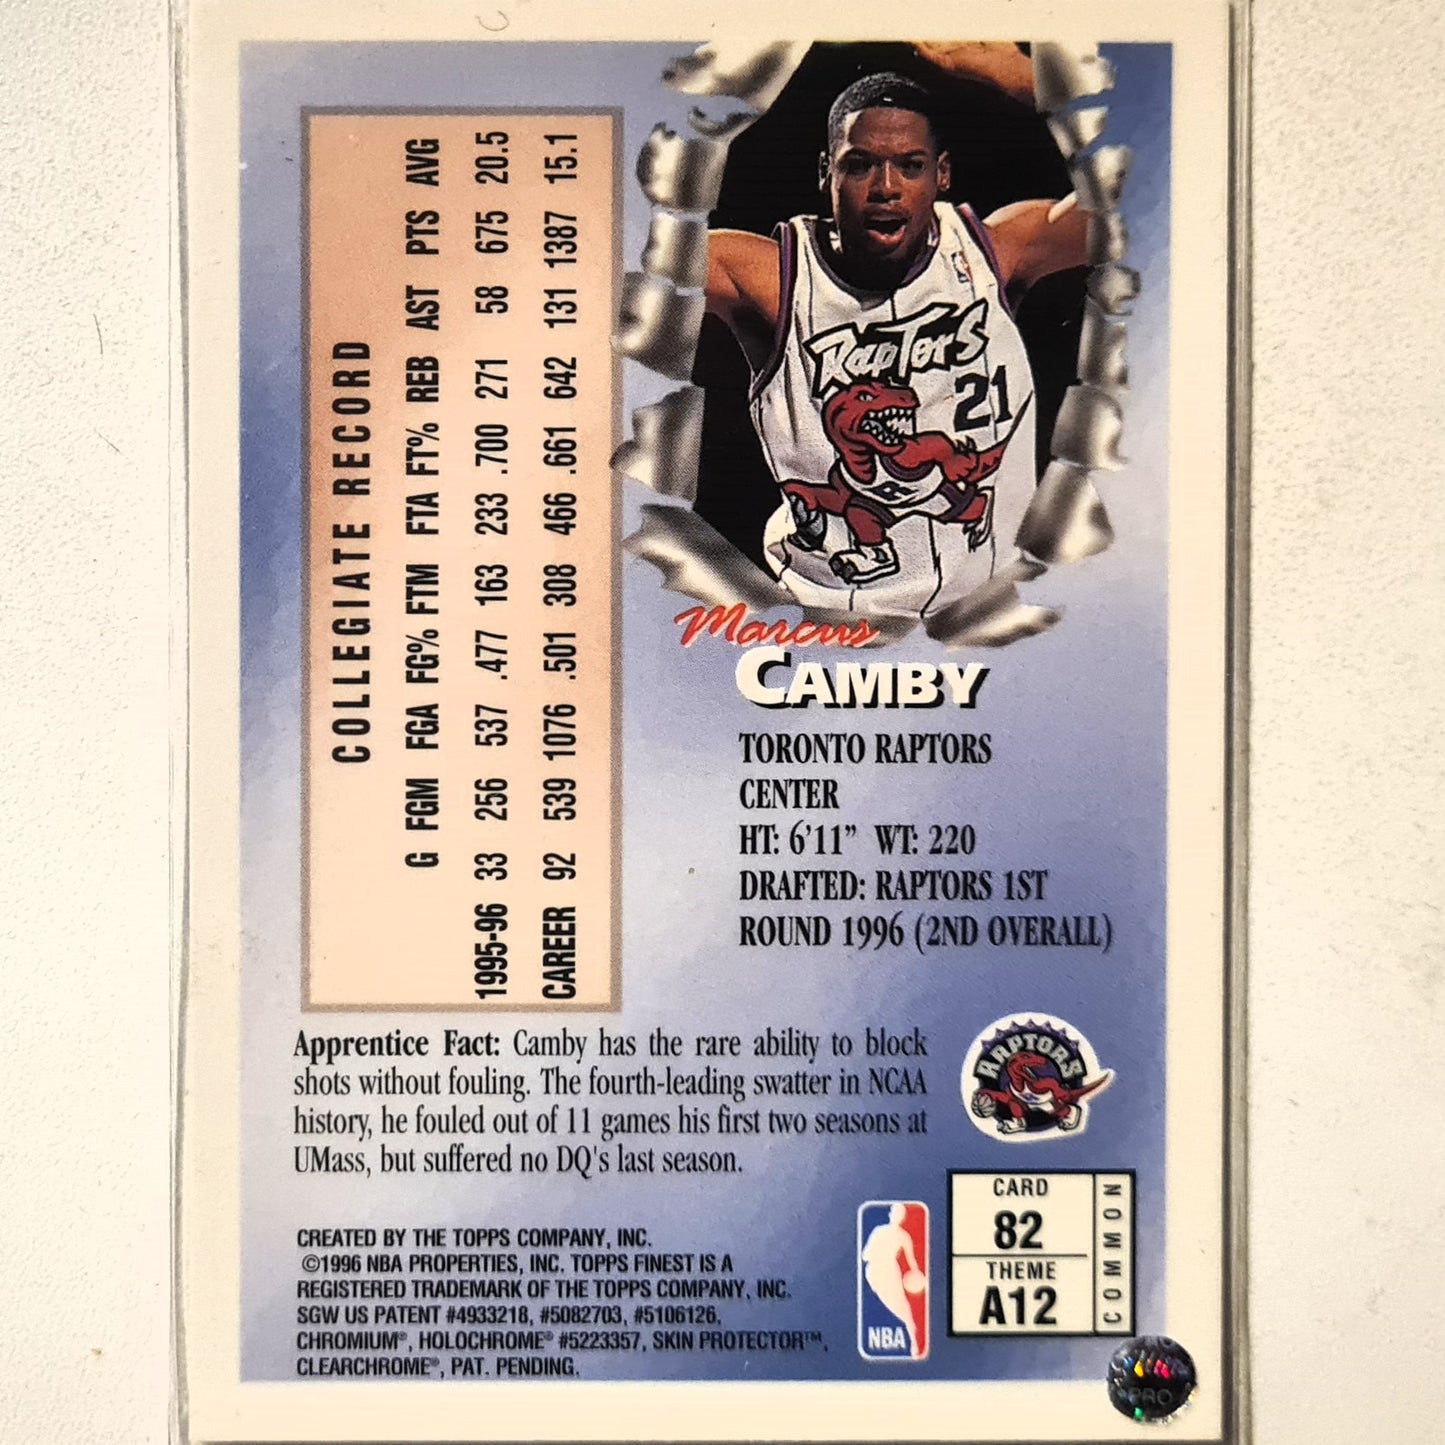 COLLEGIATE RECORD
G FGM FGA FG% FTM FTA FT% REB AST PTS AVG
1995-96 33 256 537 .477 163 233 .700 271 58 675 20.5
CAREER 92 539 1076 .501 308 466 .661 642 131 1387 15.1
RapTorS
21
Marcus
CAMBY
TORONTO RAPTORS
CENTER
HT: 6'11" WT: 220
DRAFTED: RAPTORS 1ST
ROUND 1996 (2ND OVERALL)
Apprentice Fact: Camby has the rare ability to block
shots without fouling. The fourth-leading swatter in NCAA
history, he fouled out of 11 games his first two seasons at
UMass, but suffered no DQ's last season.
RAPTORS
CARD
82
THEME
A12
COMMON
CREATED BY THE TOPPS COMPANY, INC.
©1996 NBA PROPERTIES, INC. TOPPS FINEST IS A
REGISTERED TRADEMARK OF THE TOPPS COMPANY, INC.
SGW US PATENT #4933218, #5082703, #5106126,
CHROMIUM®, HOLOCHROME® #5223357, SKIN PROTECTOR™,
CLEARCHROME®, PAT. PENDING.
NBA
PRO